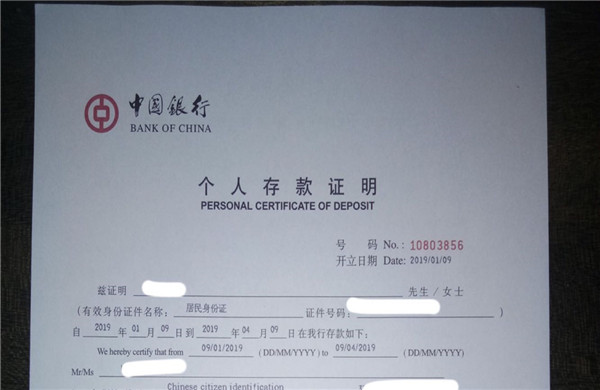 中国银行
BANK OF CHINA
个人存款证明
PERSONAL CERTIFICATE OF DEPOSIT
号 码 No.: 10803856
开立日期 Date: 2019/01/09
兹证明 先生/女士
(有效身份证件名称: 居民身份证 证件号码: )
自 2019 年 01 月 09 日到 2019 年 04 月 09 日在我行存款如下:
We hereby certify that from 09/01/2019 (DD/MM/YYYY) to 09/04/2019 (DD/MM/YYYY)
Mr/Ms
Chinese citizen identification